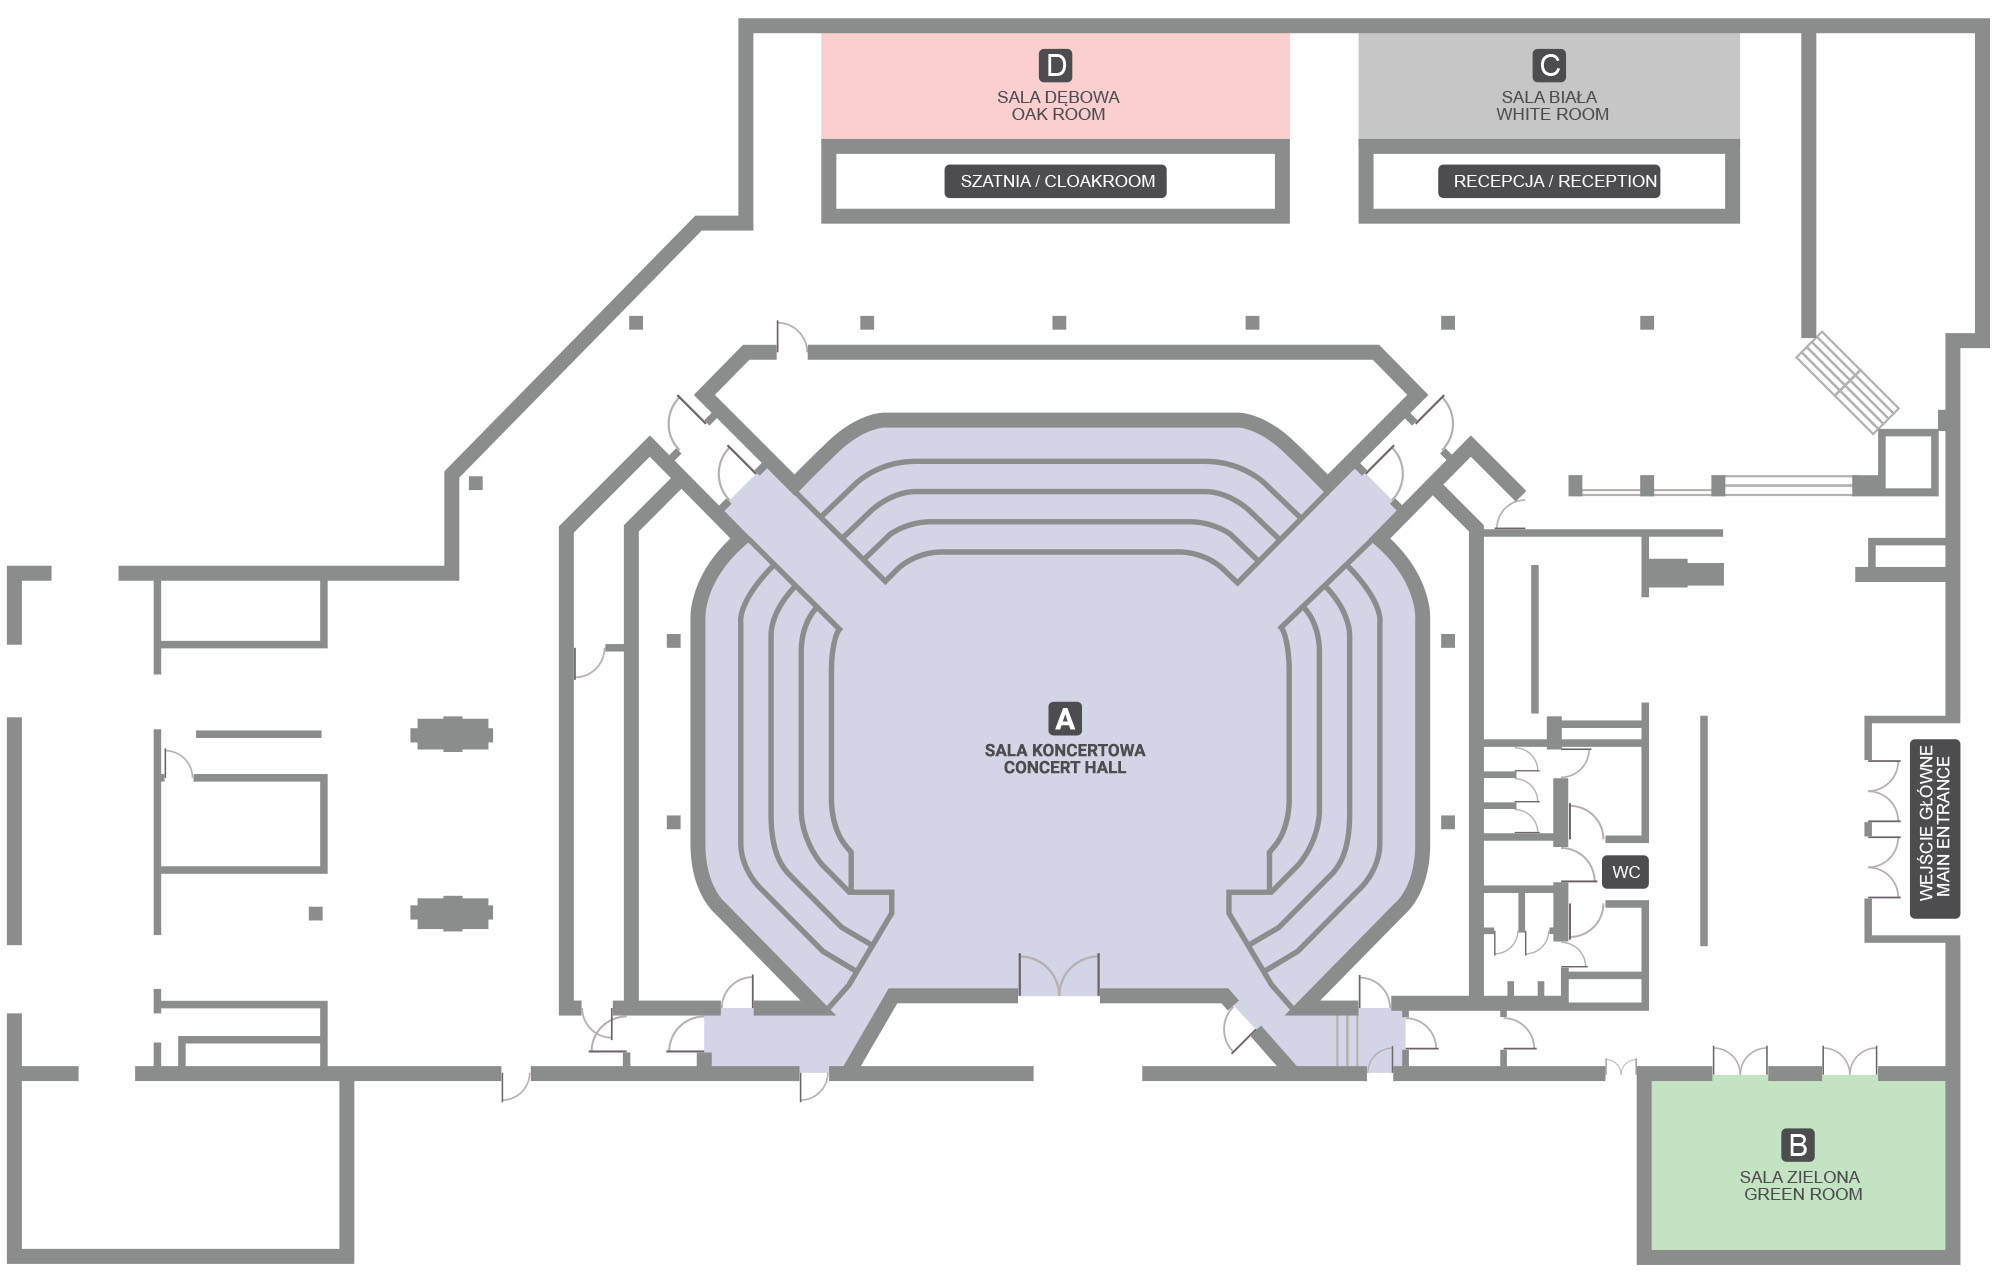 D
SALA DĘBOWA
OAK ROOM
C
SALA BIAŁA
WHITE ROOM
SZATNIA / CLOAKROOM
RECEPCJA / RECEPTION
A
SALA KONCERTOWA
CONCERT HALL
WEJŚCIE GŁÓWNE
MAIN ENTRANCE
WC
B
SALA ZIELONA
GREEN ROOM